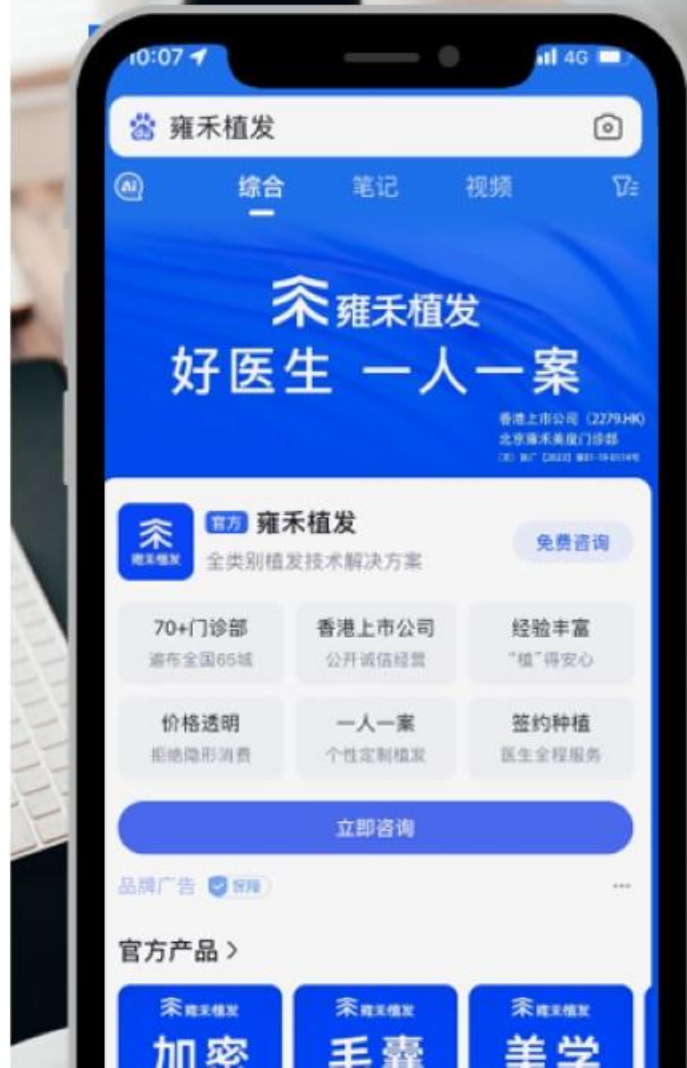 10:07
4G
雍禾植发
综合 笔记 视频
雍禾植发
好医生 一人一案
香港上市公司 (2279.HK)
北京雍禾美度门诊部
官方 雍禾植发
雍禾植发
全类别植发技术解决方案
免费咨询
70+门诊部 香港上市公司 经验丰富
遍布全国65城 公开诚信经营 “植”得安心
价格透明 一人一案 签约种植
拒绝隐形消费 个性定制植发 医生全程服务
立即咨询
品牌广告 保障
官方产品 >
雍禾植发 雍禾植发 雍禾植发
加密 毛囊 美学